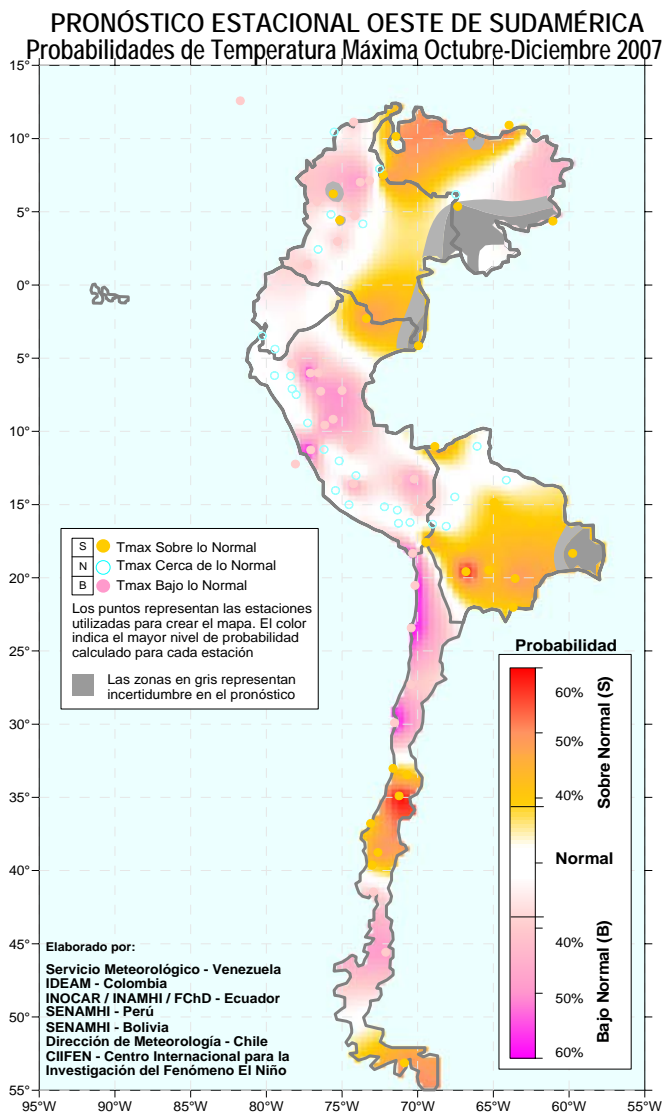 PRONÓSTICO ESTACIONAL OESTE DE SUDAMÉRICA
Probabilidades de Temperatura Máxima Octubre-Diciembre 2007
15°
10°
5°
0°
5°
10°
15°
20°
25°
30°
35°
40°
45°
50°
55°
95°W 90°W 85°W 80°W 75°W 70°W 65°W 60°W 55°W
S Tmax Sobre lo Normal
N Tmax Cerca de lo Normal
B Tmax Bajo lo Normal
Los puntos representan las estaciones
utilizadas para crear el mapa. El color
indica el mayor nivel de probabilidad
calculado para cada estación
Las zonas en gris representan
incertidumbre en el pronóstico
Probabilidad
60%
50%
40%
Sobre Normal (S)
Normal
40%
50%
60%
Bajo Normal (B)
Elaborado por:
Servicio Meteorológico - Venezuela
IDEAM - Colombia
INOCAR / INAMHI / FChD - Ecuador
SENAMHI - Perú
SENAMHI - Bolivia
Dirección de Meteorología - Chile
CIIFEN - Centro Internacional para la
Investigación del Fenómeno El Niño